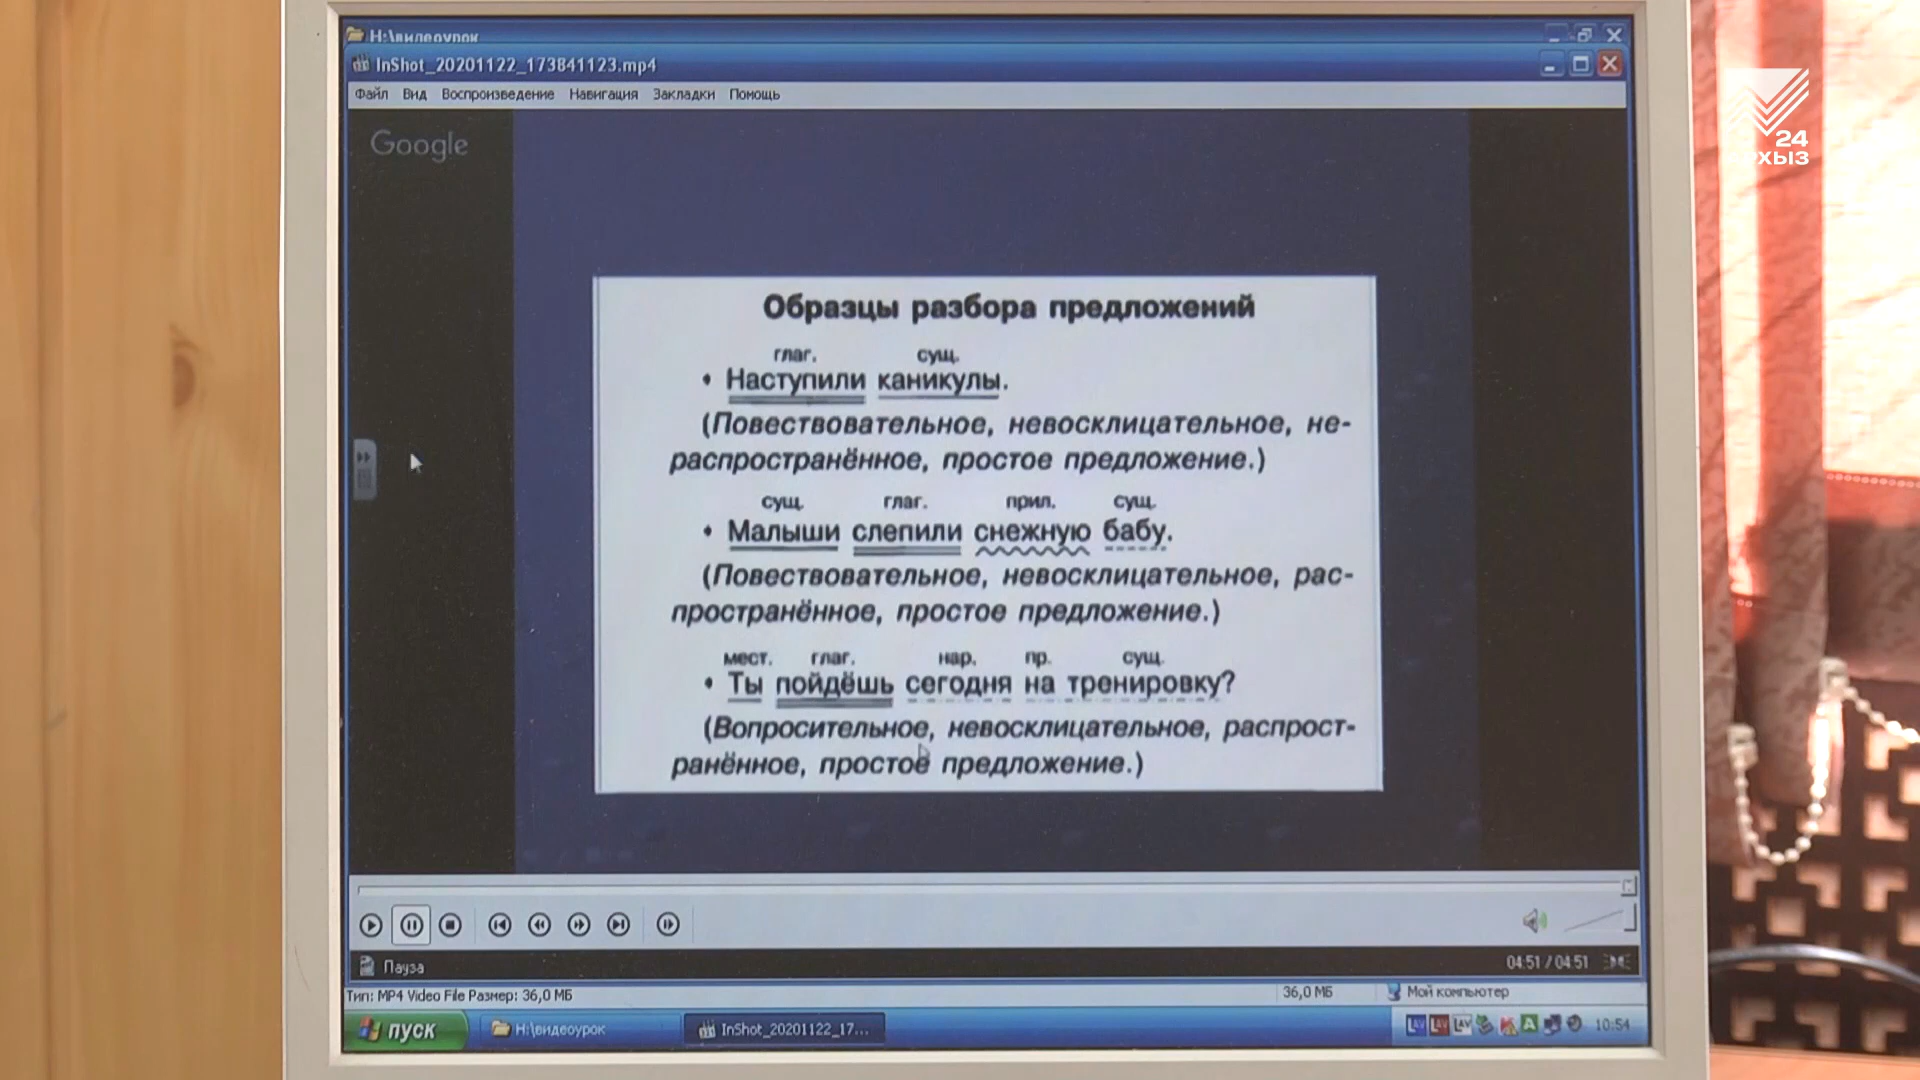 H:\видеоурок
InShot_20201122_173841123.mp4
Файл Вид Воспроизведение Навигация Закладки Помощь
Google
24
АРХЫЗ
Образцы разбора предложений
глаг. сущ.
• Наступили каникулы.
(Повествовательное, невосклицательное, не-
распространённое, простое предложение.)
сущ. глаг. прил. сущ.
• Малыши слепили снежную бабу.
(Повествовательное, невосклицательное, рас-
пространённое, простое предложение.)
мест. глаг. нар. пр. сущ.
• Ты пойдёшь сегодня на тренировку?
(Вопросительное, невосклицательное, распрост-
ранённое, простое предложение.)
Пауза
04:51 / 04:51
Тип: MP4 Video File Размер: 36,0 МБ
36,0 МБ
Мой компьютер
пуск
H:\видеоурок
InShot_20201122_17...
10:54